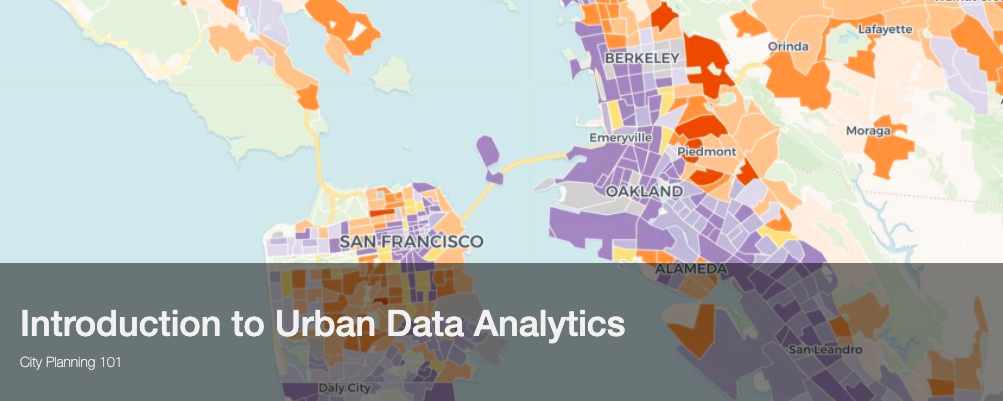 Lafayette
Orinda
BERKELEY
Moraga
Emeryville
Piedmont
OAKLAND
SAN FRANCISCO
ALAMEDA
Introduction to Urban Data Analytics
San Leandro
City Planning 101
Daly City